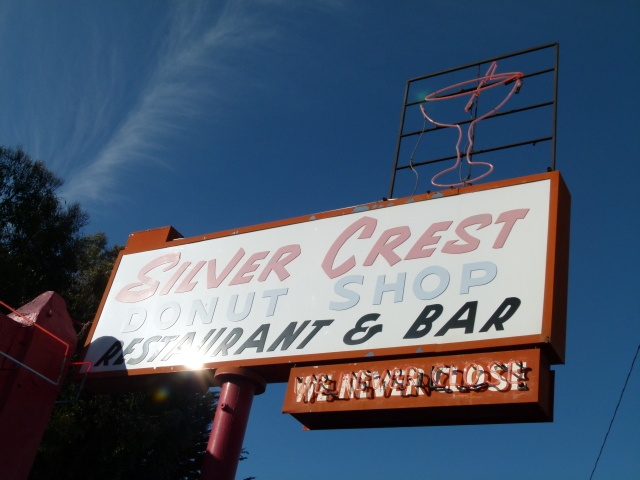 Silver Crest
DONUT SHOP
RESTAURANT & BAR
WE NEVER CLOSE